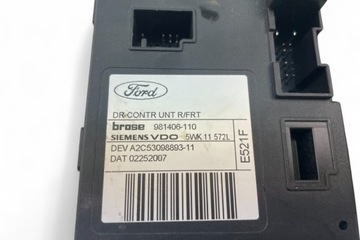 Ford
DR-CONTR UNT R/FRT
brose 981406-110
SIEMENS VDO 5WK 11 572L
DEV A2C53098893-11
DAT 02252007
E521F